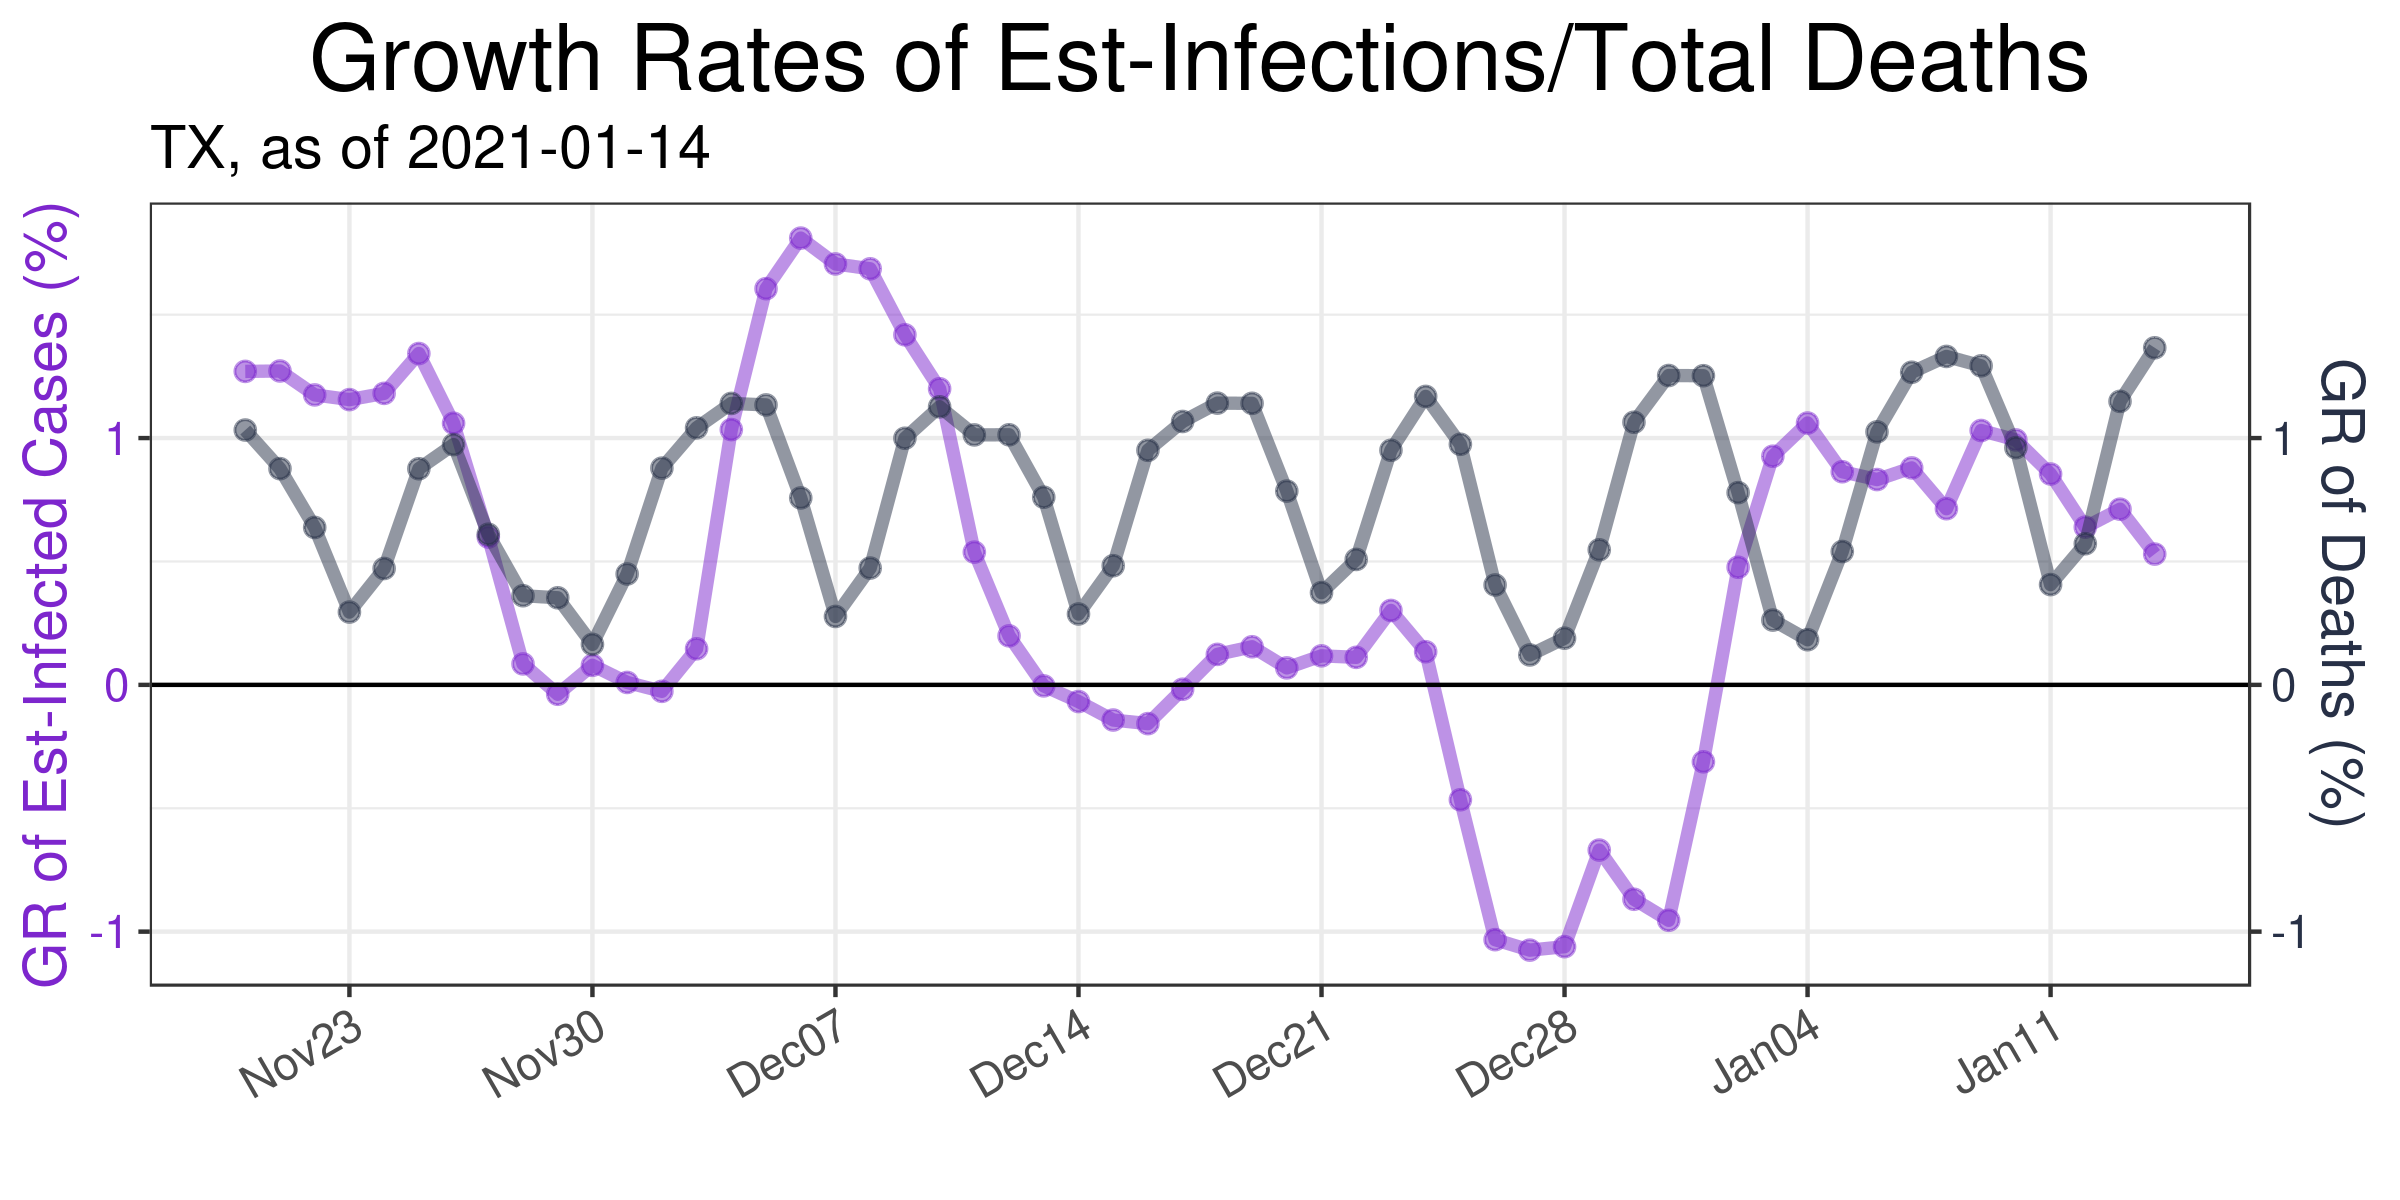 Growth Rates of Est-Infections/Total Deaths
TX, as of 2021-01-14
GR of Est-Infected Cases (%)
1
0
-1
GR of Deaths (%)
1
0
-1
Nov23
Nov30
Dec07
Dec14
Dec21
Dec28
Jan04
Jan11